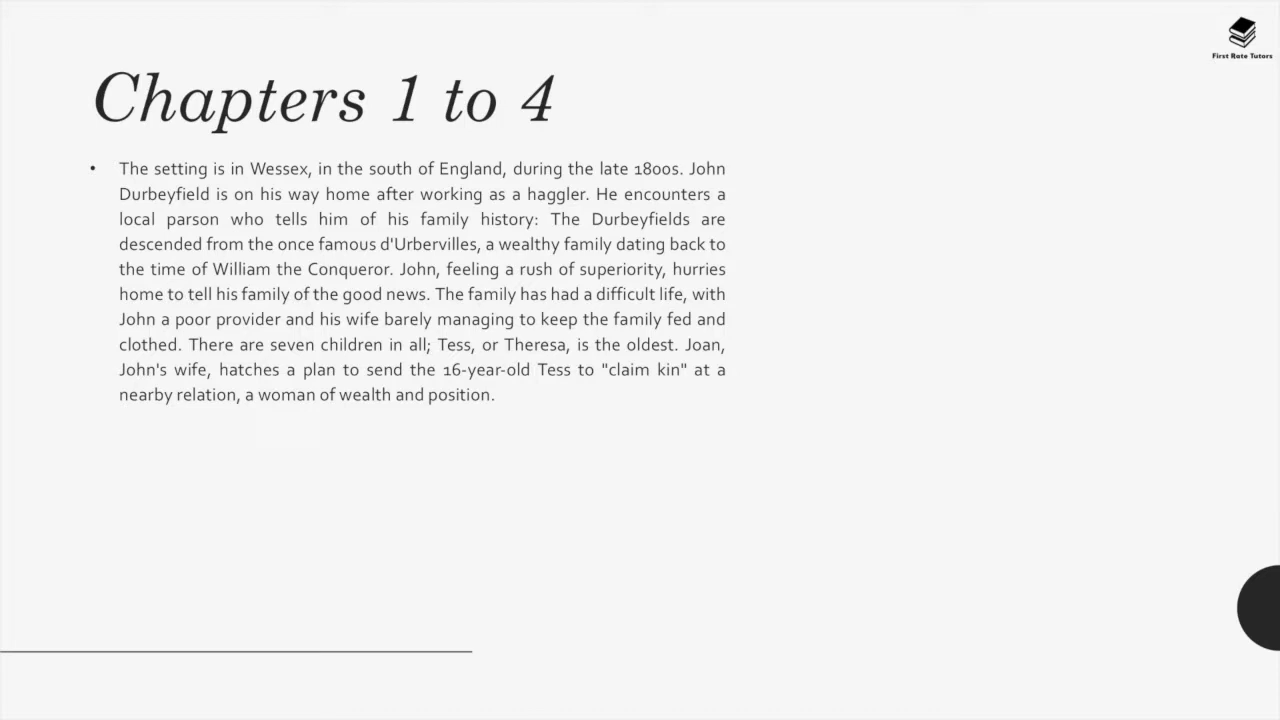 First Rate Tutors
Chapters 1 to 4
• The setting is in Wessex, in the south of England, during the late 1800s. John
Durbeyfield is on his way home after working as a haggler. He encounters a
local parson who tells him of his family history: The Durbeyfields are
descended from the once famous d'Urbervilles, a wealthy family dating back to
the time of William the Conqueror. John, feeling a rush of superiority, hurries
home to tell his family of the good news. The family has had a difficult life, with
John a poor provider and his wife barely managing to keep the family fed and
clothed. There are seven children in all; Tess, or Theresa, is the oldest. Joan,
John's wife, hatches a plan to send the 16-year-old Tess to "claim kin" at a
nearby relation, a woman of wealth and position.